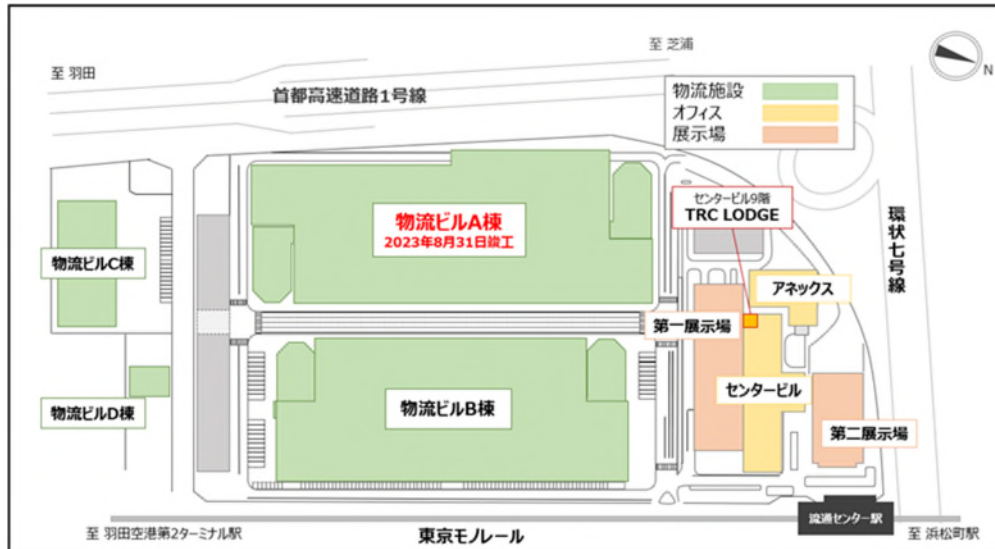 至 芝浦
至 羽田
N
首都高速道路1号線
物流施設
オフィス
展示場
センタービル9階
TRC LODGE
物流ビルA棟
2023年8月31日竣工
環状七号線
物流ビルC棟
アネックス
第一展示場
センタービル
物流ビルD棟
物流ビルB棟
第二展示場
流通センター駅
至 羽田空港第2ターミナル駅
東京モノレール
至 浜松町駅